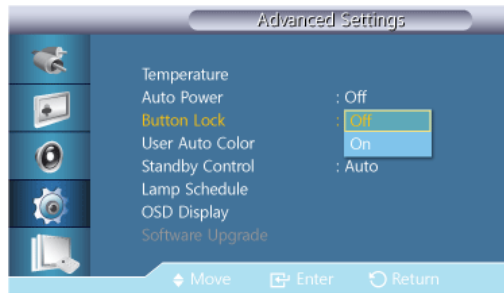 Advanced Settings
Temperature
Auto Power : Off
Button Lock : Off
On
User Auto Color
Standby Control : Auto
Lamp Schedule
OSD Display
Software Upgrade
Move Enter Return